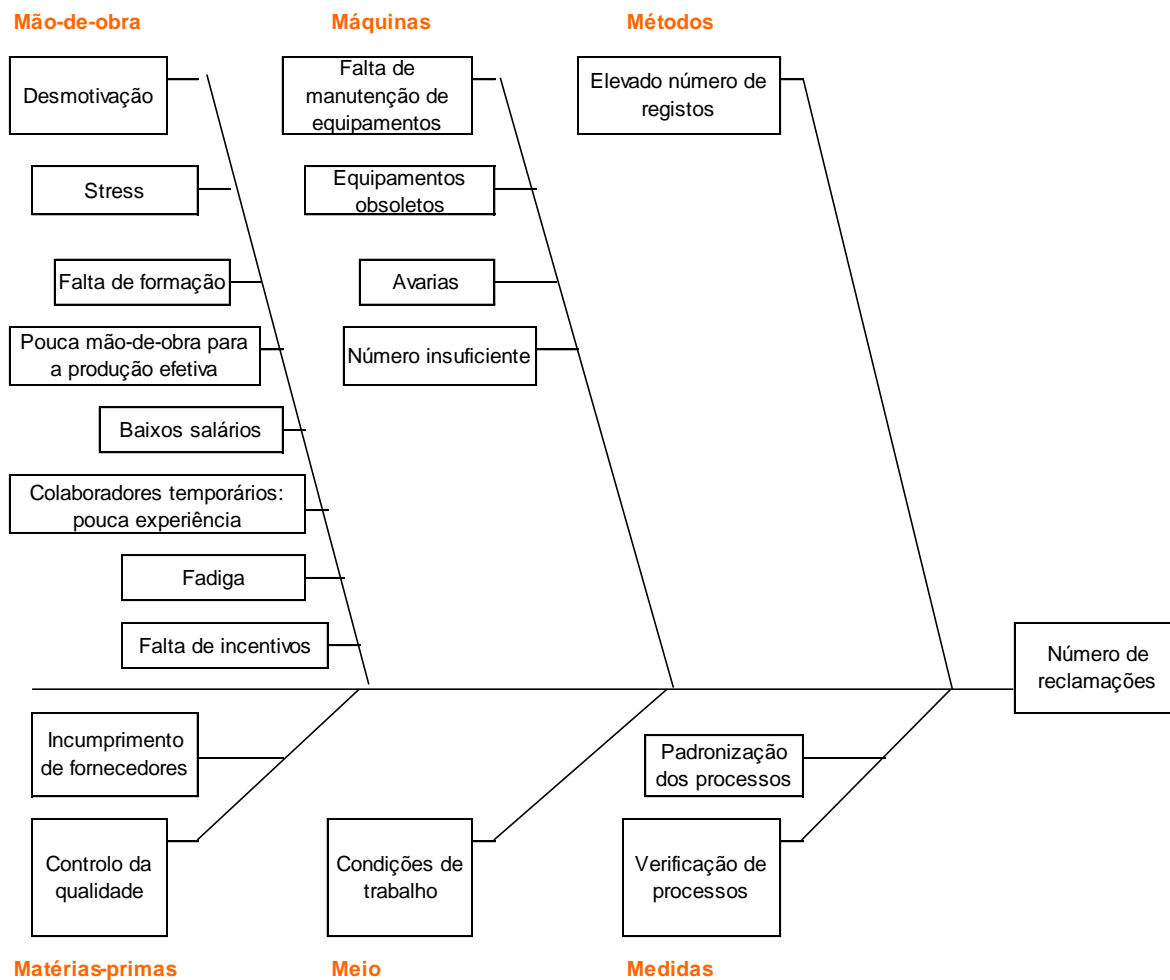 Mão-de-obra
Máquinas
Métodos
Desmotivação
Falta de
manutenção de
equipamentos
Elevado número de
registos
Stress
Equipamentos
obsoletos
Falta de formação
Avarias
Pouca mão-de-obra para
a produção efetiva
Número insuficiente
Baixos salários
Colaboradores temporários:
pouca experiência
Fadiga
Falta de incentivos
Número de
reclamações
Incumprimento
de fornecedores
Padronização
dos processos
Controlo da
qualidade
Condições de
trabalho
Verificação de
processos
Matérias-primas
Meio
Medidas